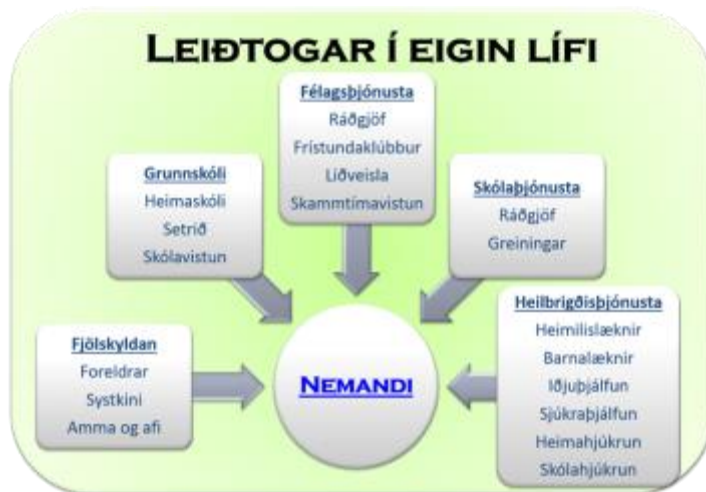 LEIÐTOGAR Í EIGIN LÍFI
Félagsþjónusta
Ráðgjöf
Frístundaklúbbur
Liðveisla
Skammtímavistun
Grunnskóli
Heimaskóli
Setrið
Skólavistun
Skólaþjónusta
Ráðgjöf
Greiningar
Fjölskyldan
Foreldrar
Systkini
Amma og afi
NEMANDI
Heilbrigðisþjónusta
Heimilislæknir
Barnalæknir
Iðjuþjálfun
Sjúkraþjálfun
Heimahjúkrun
Skólahjúkrun